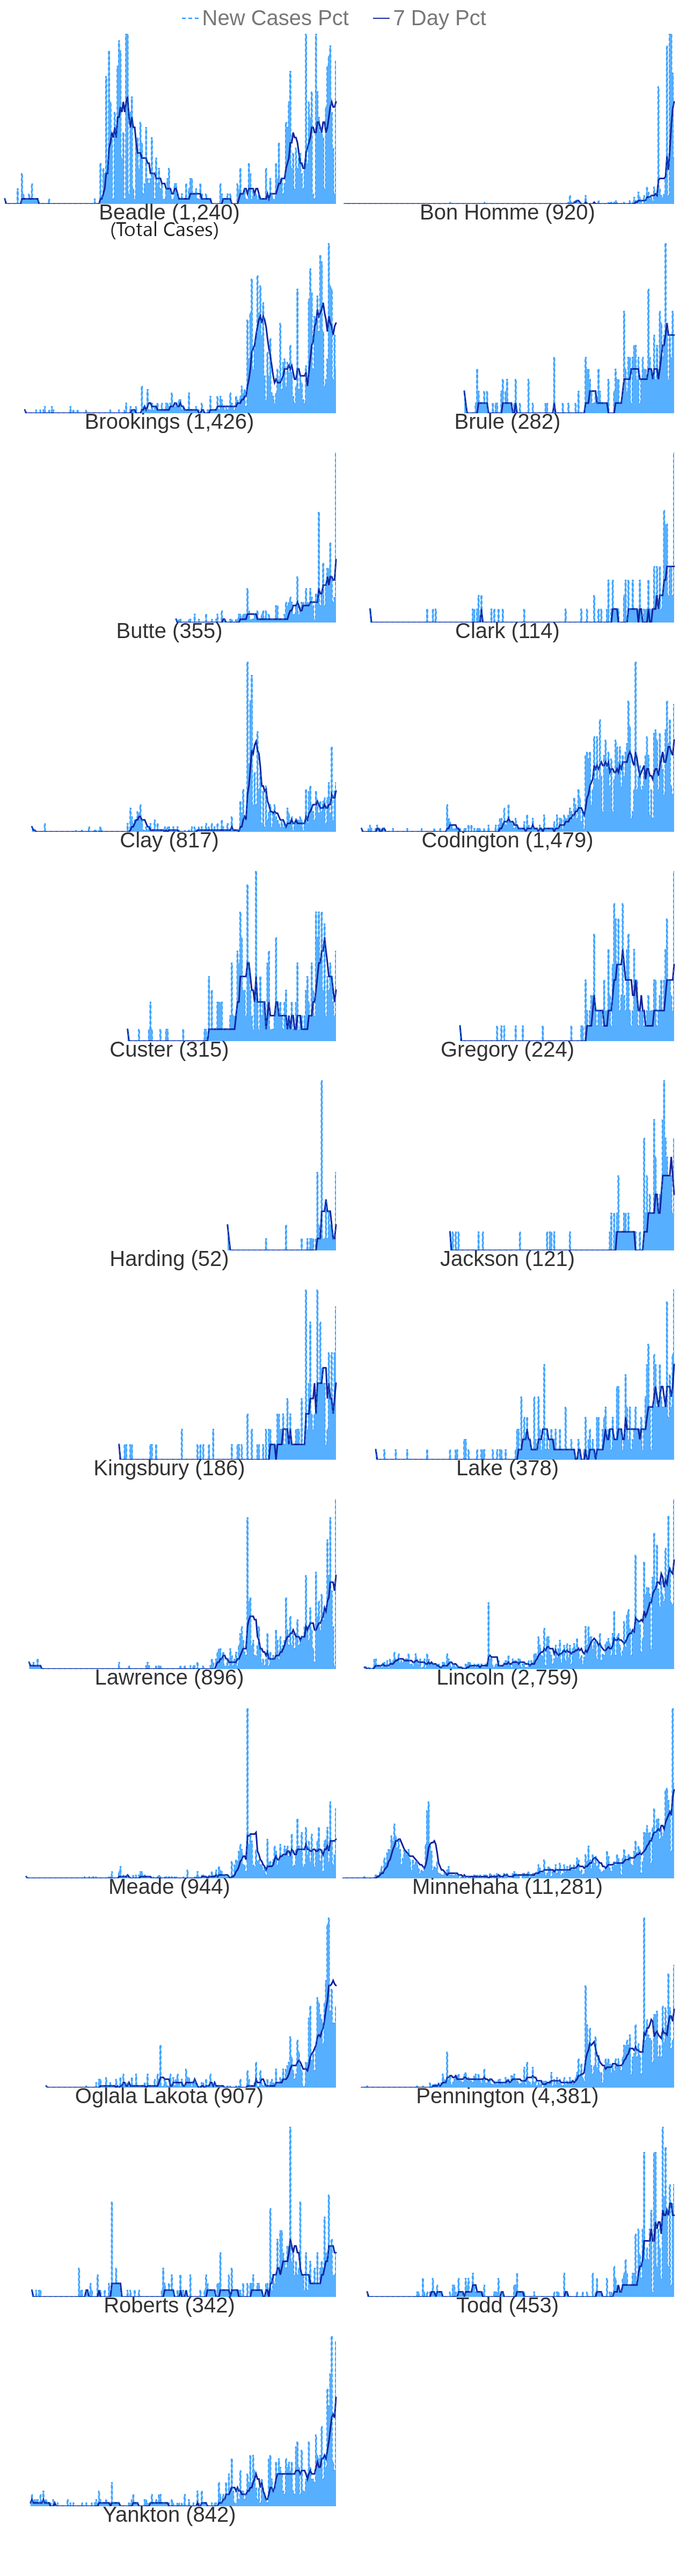 New Cases Pct 7 Day Pct
Beadle (1,240) Bon Homme (920)
(Total Cases)
Brookings (1,426) Brule (282)
Butte (355) Clark (114)
Clay (817) Codington (1,479)
Custer (315) Gregory (224)
Harding (52) Jackson (121)
Kingsbury (186) Lake (378)
Lawrence (896) Lincoln (2,759)
Meade (944) Minnehaha (11,281)
Oglala Lakota (907) Pennington (4,381)
Roberts (342) Todd (453)
Yankton (842)